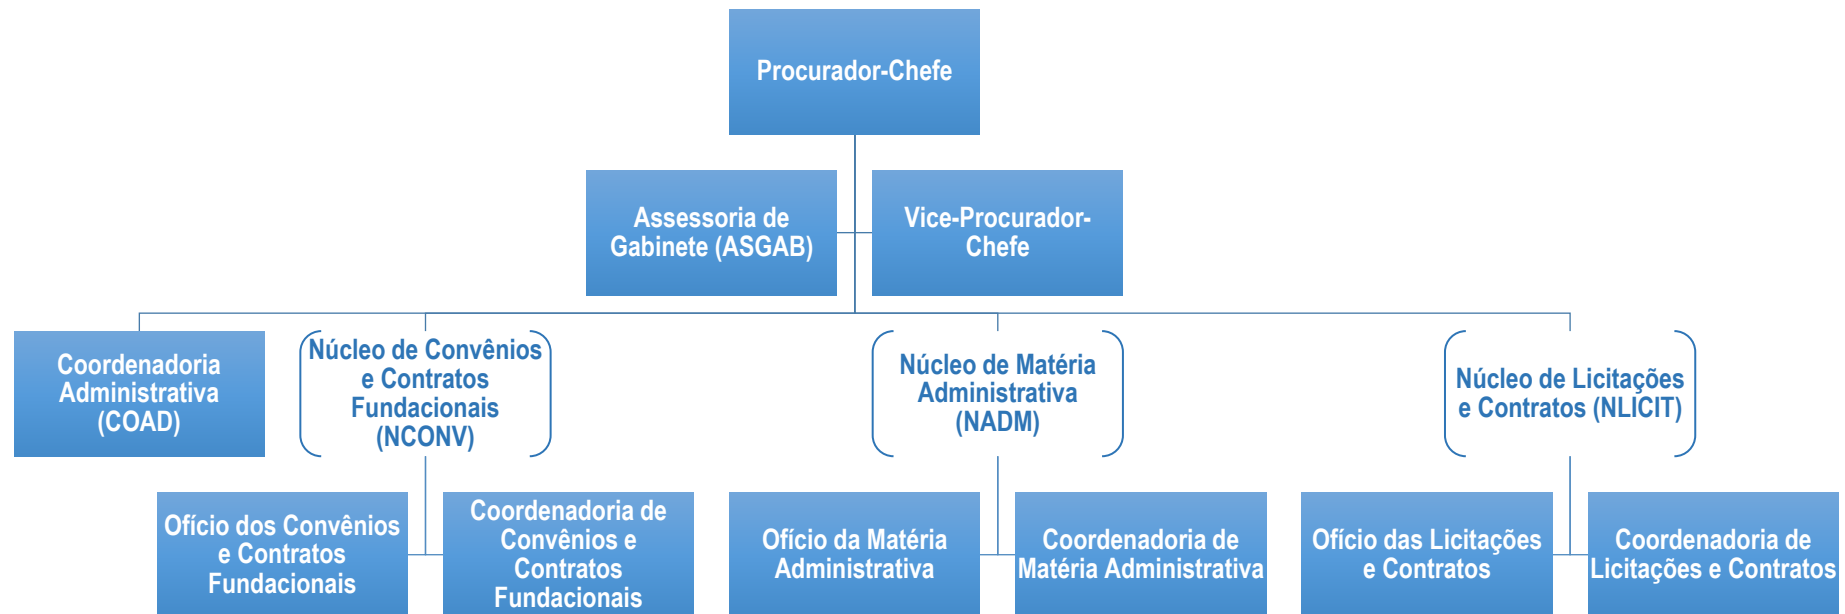 Procurador-Chefe
Assessoria de
Gabinete (ASGAB)
Vice-Procurador-
Chefe
Coordenadoria
Administrativa
(COAD)
Núcleo de Convênios
e Contratos
Fundacionais
(NCONV)
Núcleo de Matéria
Administrativa
(NADM)
Núcleo de Licitações
e Contratos (NLICIT)
Ofício dos Convênios
e Contratos
Fundacionais
Coordenadoria de
Convênios e
Contratos
Fundacionais
Ofício da Matéria
Administrativa
Coordenadoria de
Matéria Administrativa
Ofício das Licitações
e Contratos
Coordenadoria de
Licitações e Contratos